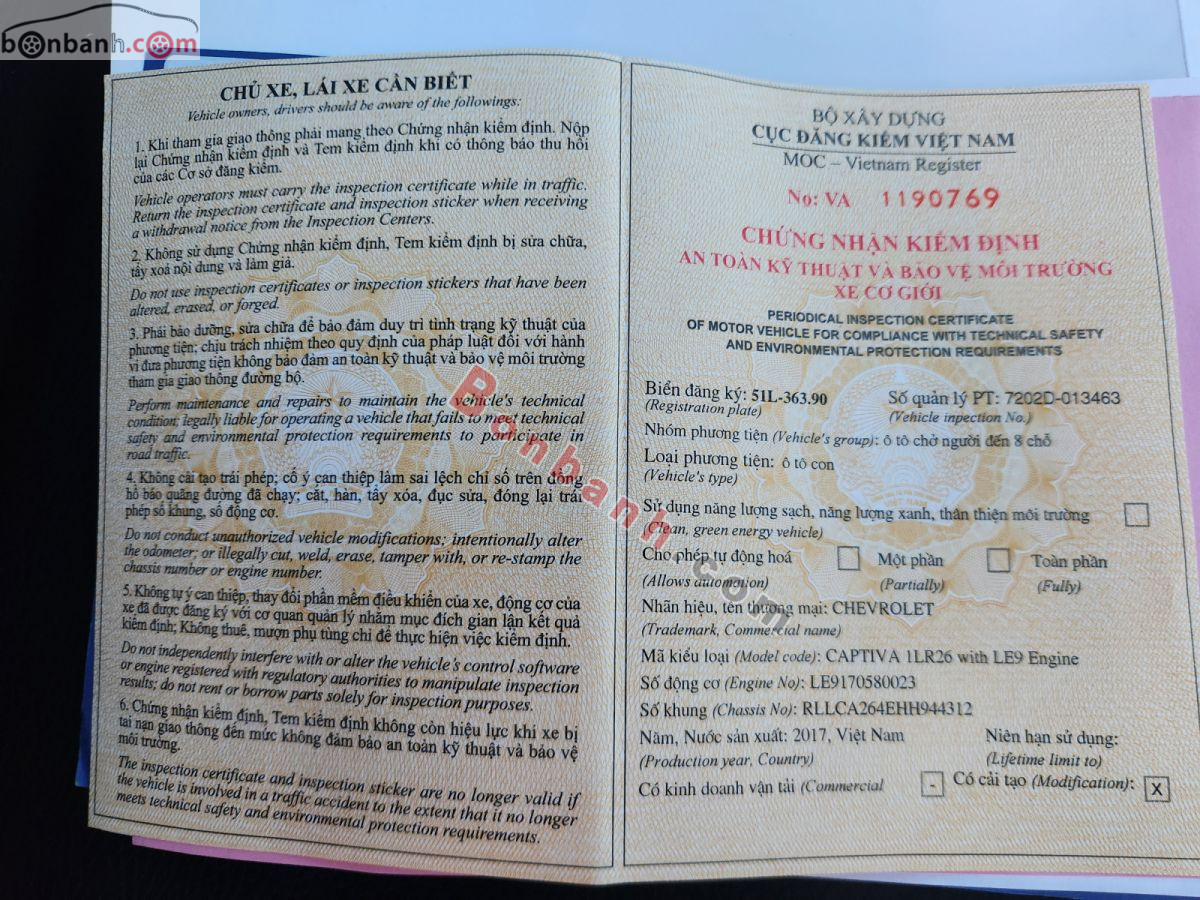 bonbanh.com
CHỦ XE, LÁI XE CẦN BIẾT
Vehicle owners, drivers should be aware of the followings:
1. Khi tham gia giao thông phải mang theo Chứng nhận kiểm định. Nộp
lại Chứng nhận kiểm định và Tem kiểm định khi có thông báo thu hồi
của các Cơ sở đăng kiểm.
Vehicle operators must carry the inspection certificate while in traffic.
Return the inspection certificate and inspection sticker when receiving
a withdrawal notice from the Inspection Centers.
2. Không sử dụng Chứng nhận kiểm định, Tem kiểm định bị sửa chữa,
tẩy xoá nội dung và làm giả.
Do not use inspection certificates or inspection stickers that have been
altered, erased, or forged.
3. Phải bảo dưỡng, sửa chữa để bảo đảm duy trì tình trạng kỹ thuật của
phương tiện; chịu trách nhiệm theo quy định của pháp luật đối với hành
vi đưa phương tiện không bảo đảm an toàn kỹ thuật và bảo vệ môi trường
tham gia giao thông đường bộ.
Perform maintenance and repairs to maintain the vehicle's technical
condition; legally liable for operating a vehicle that fails to meet technical
safety and environmental protection requirements to participate in
road traffic.
4. Không cải tạo trái phép; cố ý can thiệp làm sai lệch chỉ số trên đồng
hồ báo quãng đường đã chạy; cắt, hàn, tẩy xóa, đục sửa, đóng lại trái
phép số khung, số động cơ.
Do not conduct unauthorized vehicle modifications; intentionally alter
the odometer; or illegally cut, weld, erase, tamper with, or re-stamp the
chassis number or engine number.
5. Không tự ý can thiệp, thay đổi phần mềm điều khiển của xe, động cơ của
xe đã được đăng ký với cơ quan quản lý nhằm mục đích gian lận kết quả
kiểm định; Không thuê, mượn phụ tùng chỉ để thực hiện việc kiểm định.
Do not independently interfere with or alter the vehicle's control software
or engine registered with regulatory authorities to manipulate inspection
results; do not rent or borrow parts solely for inspection purposes.
6. Chứng nhận kiểm định, Tem kiểm định không còn hiệu lực khi xe bị
tai nạn giao thông đến mức không đảm bảo an toàn kỹ thuật và bảo vệ
môi trường.
The inspection certificate and inspection sticker are no longer valid if
the vehicle is involved in a traffic accident to the extent that it no longer
meets technical safety and environmental protection requirements.
BỘ XÂY DỰNG
CỤC ĐĂNG KIỂM VIỆT NAM
MOC – Vietnam Register
No: VA 1190769
CHỨNG NHẬN KIỂM ĐỊNH
AN TOÀN KỸ THUẬT VÀ BẢO VỆ MÔI TRƯỜNG
XE CƠ GIỚI
PERIODICAL INSPECTION CERTIFICATE
OF MOTOR VEHICLE FOR COMPLIANCE WITH TECHNICAL SAFETY
AND ENVIRONMENTAL PROTECTION REQUIREMENTS
Biển đăng ký: 51L-363.90 Số quản lý PT: 7202D-013463
(Registration plate) (Vehicle inpection No.)
Nhóm phương tiện (Vehicle's group): ô tô chở người đến 8 chỗ
Loại phương tiện: ô tô con
(Vehicle's type)
Sử dụng năng lượng sạch, năng lượng xanh, thân thiện môi trường
(Clean, green energy vehicle)
Cho phép tự động hoá Một phần Toàn phần
(Allows automation) (Partially) (Fully)
Nhãn hiệu, tên thương mại: CHEVROLET
(Trademark, Commercial name)
Mã kiểu loại (Model code): CAPTIVA 1LR26 with LE9 Engine
Số động cơ (Engine No): LE9170580023
Số khung (Chassis No): RLLCA264EHH944312
Năm, Nước sản xuất: 2017, Việt Nam Niên hạn sử dụng:
(Production year, Country) (Lifetime limit to)
Có kinh doanh vận tải (Commercial - Có cải tạo (Modification): X
Bonbanh.com